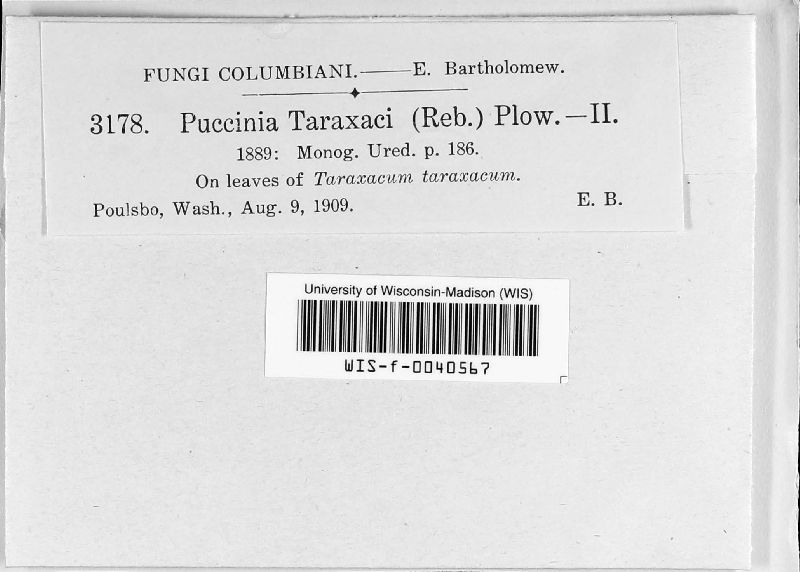 FUNGI COLUMBIANI.——E. Bartholomew.
3178. Puccinia Taraxaci (Reb.) Plow.—II.
1889: Monog. Ured. p. 186.
On leaves of Taraxacum taraxacum.
Poulsbo, Wash., Aug. 9, 1909. E. B.
University of Wisconsin-Madison (WIS)
WIS-f-0040567